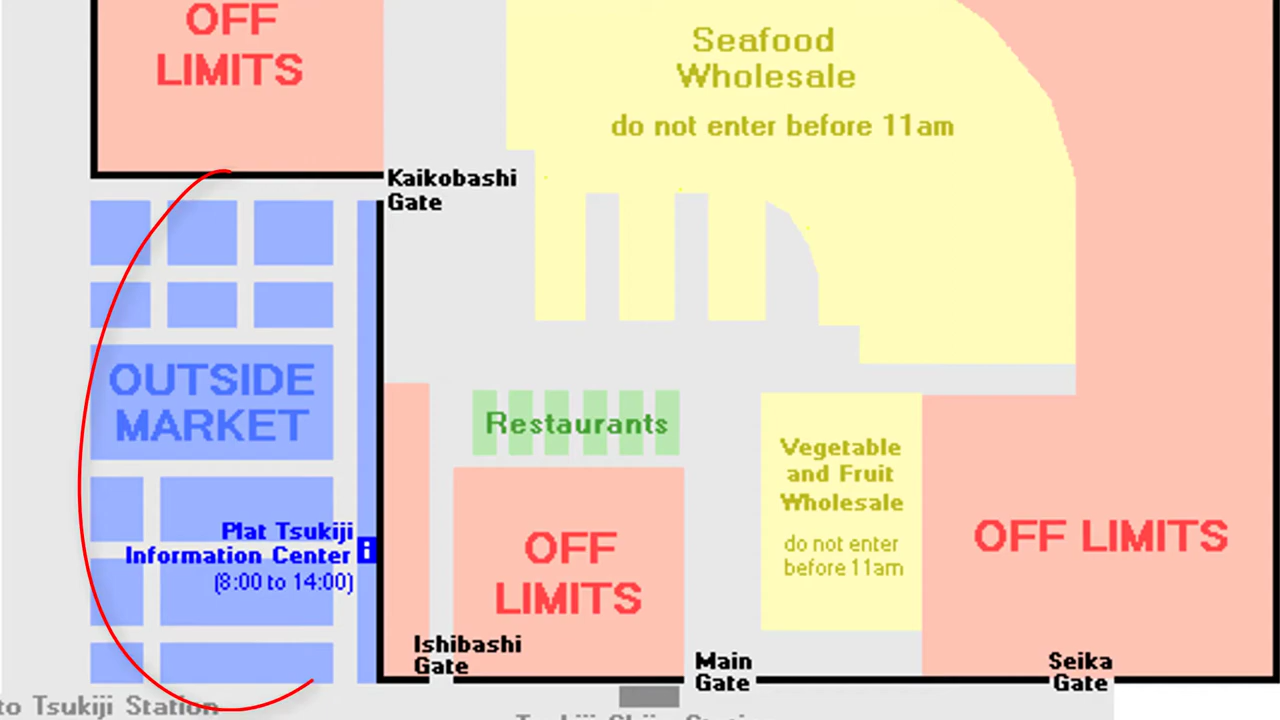 OFF
LIMITS
Seafood
Wholesale
do not enter before 11am
Kaikobashi
Gate
OUTSIDE
MARKET
Restaurants
Vegetable
and Fruit
Wholesale
do not enter
before 11am
Plat Tsukiji
Information Center i
(8:00 to 14:00)
OFF
LIMITS
OFF LIMITS
Ishibashi
Gate
Main
Gate
Seika
Gate
to Tsukiji Station